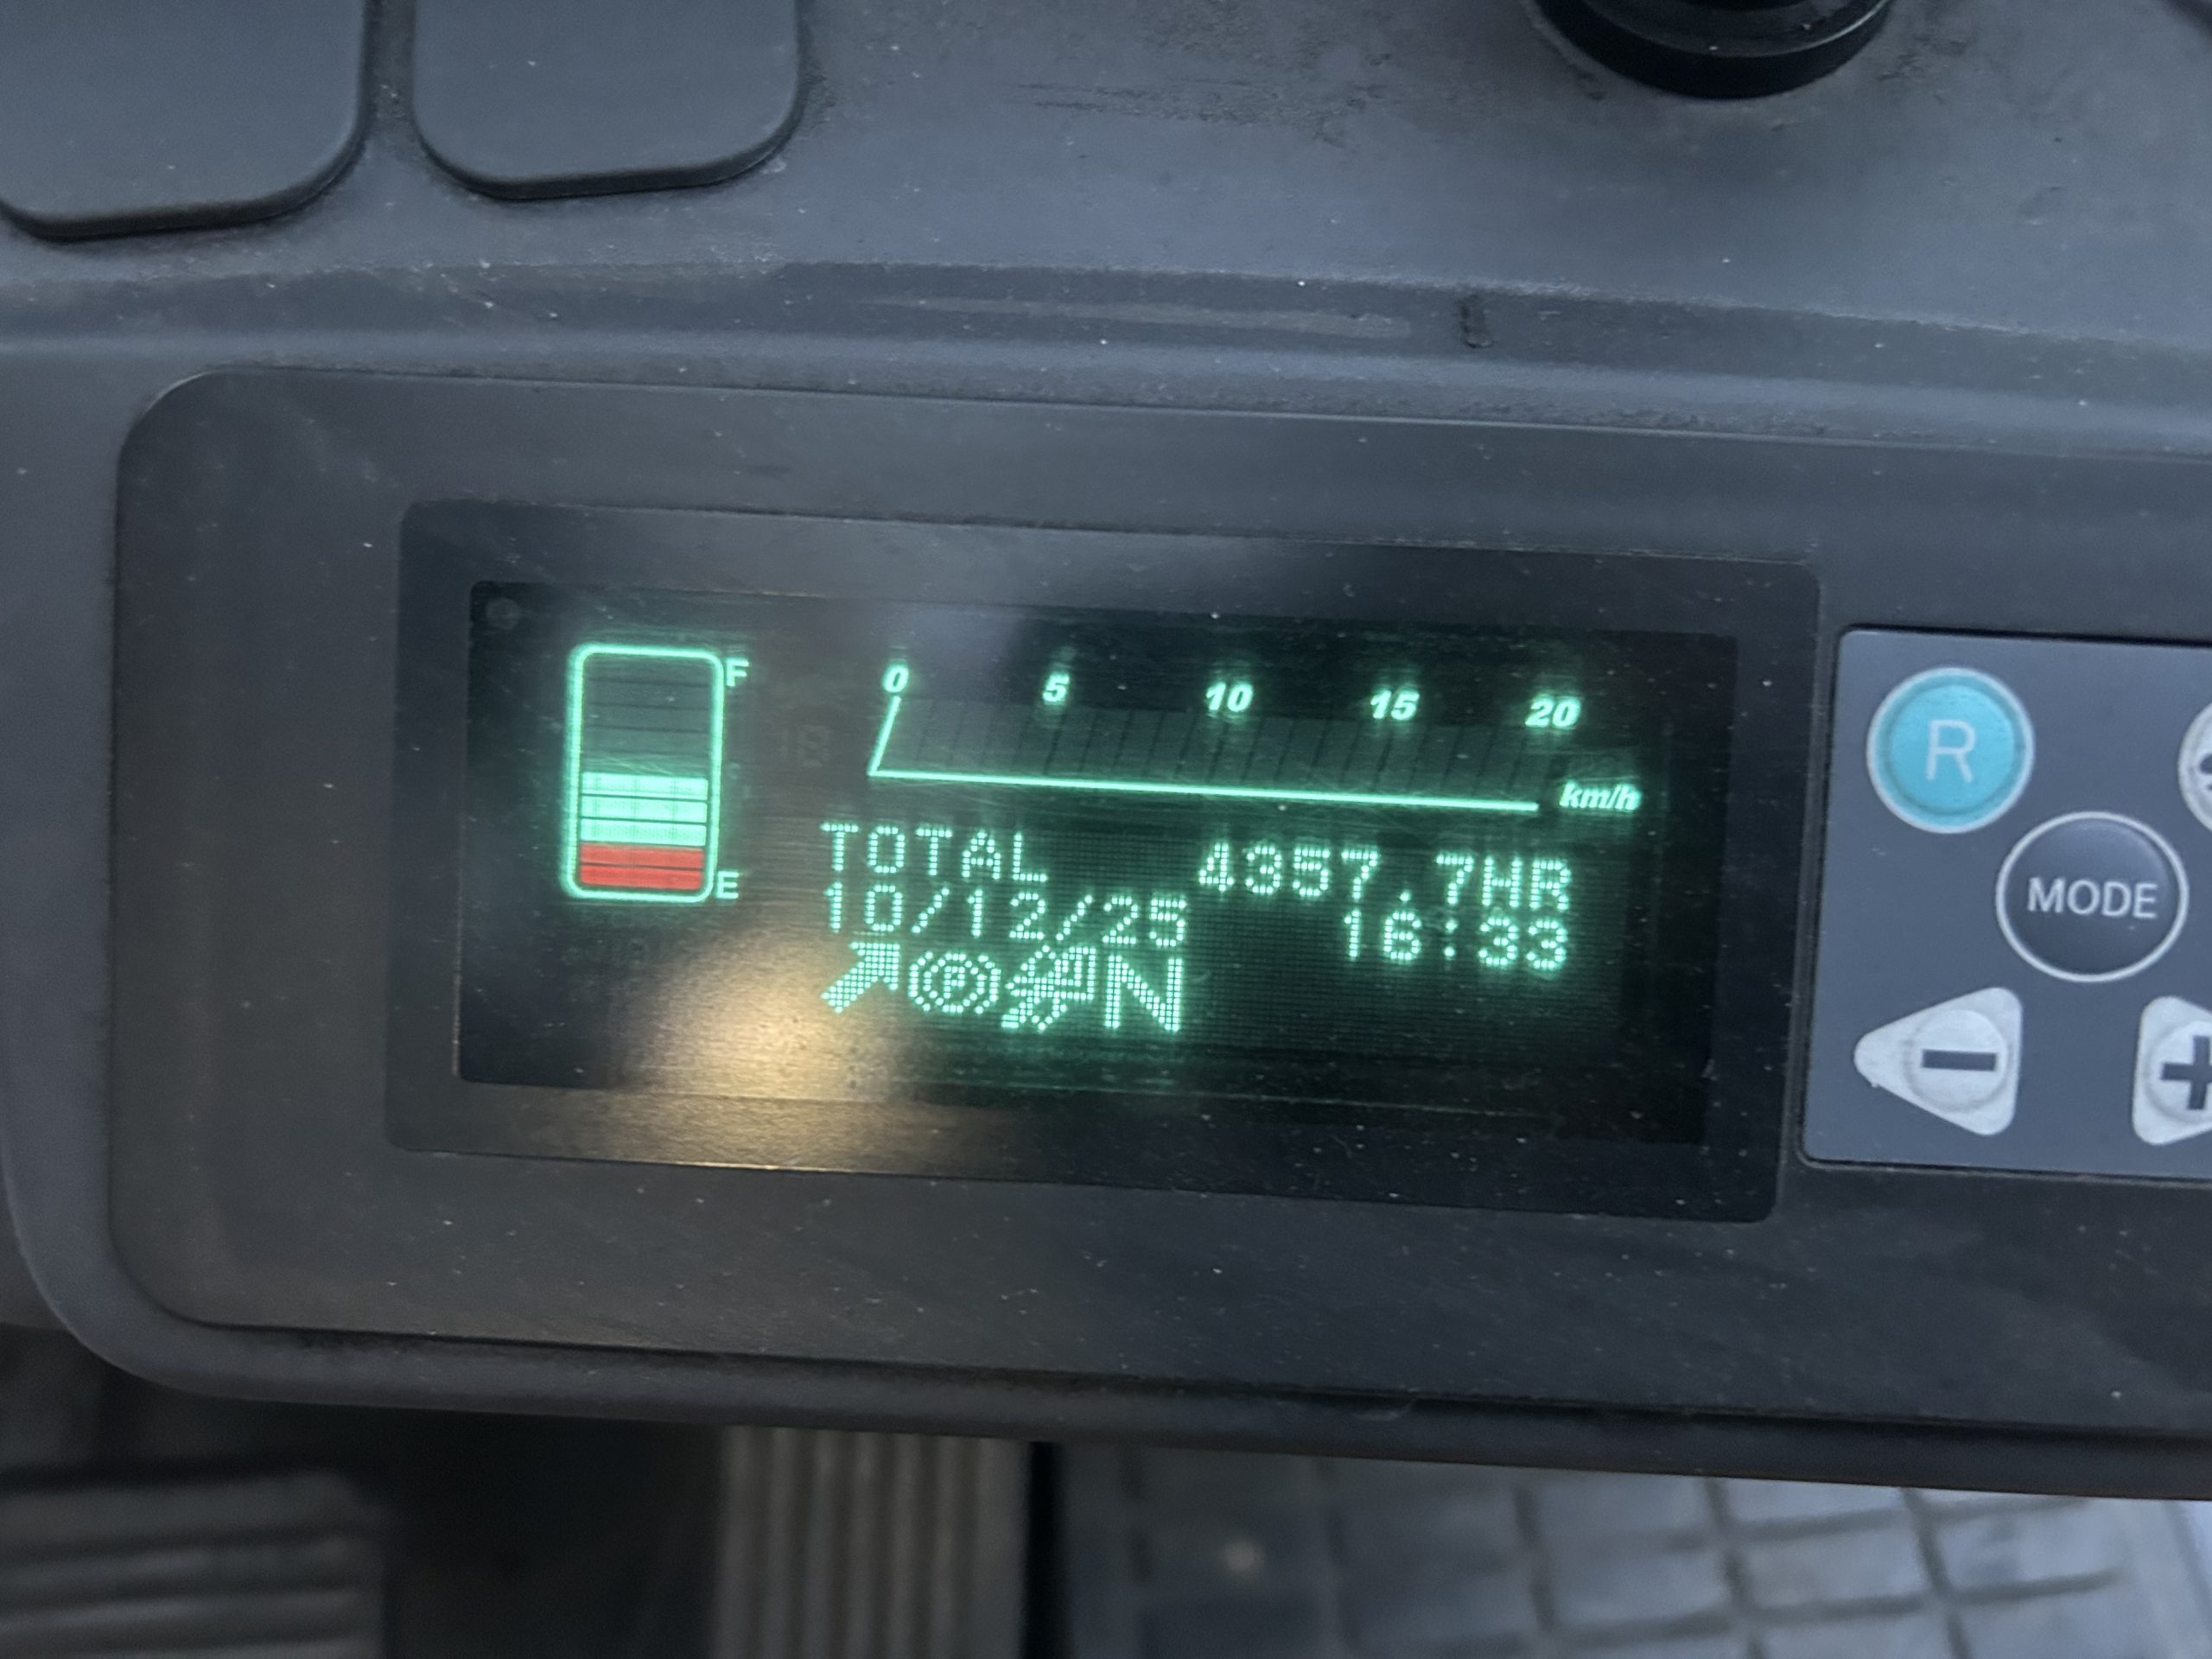 F
0 5 10 15 20
km/h
E
TOTAL 4357.7HR
10/12/25 16:33
(P) N
R
MODE
- +